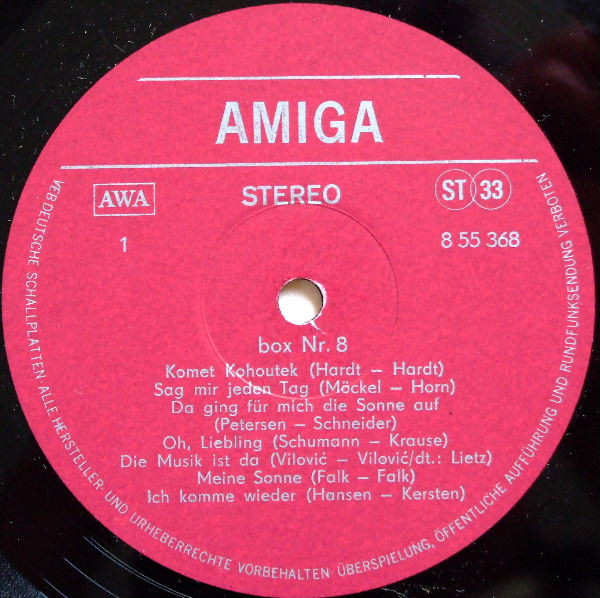 AMIGA
AWA
STEREO
ST 33
1
8 55 368
box Nr. 8
Komet Kohoutek (Hardt – Hardt)
Sag mir jeden Tag (Möckel – Horn)
Da ging für mich die Sonne auf
(Petersen – Schneider)
Oh, Liebling (Schumann – Krause)
Die Musik ist da (Vilović – Vilović/dt.: Lietz)
Meine Sonne (Falk – Falk)
Ich komme wieder (Hansen – Kersten)
VEB DEUTSCHE SCHALLPLATTEN ALLE HERSTELLER- UND URHEBERRECHTE VORBEHALTEN · ÜBERSPIELUNG, ÖFFENTLICHE AUFFÜHRUNG UND RUNDFUNKSENDUNG VERBOTEN